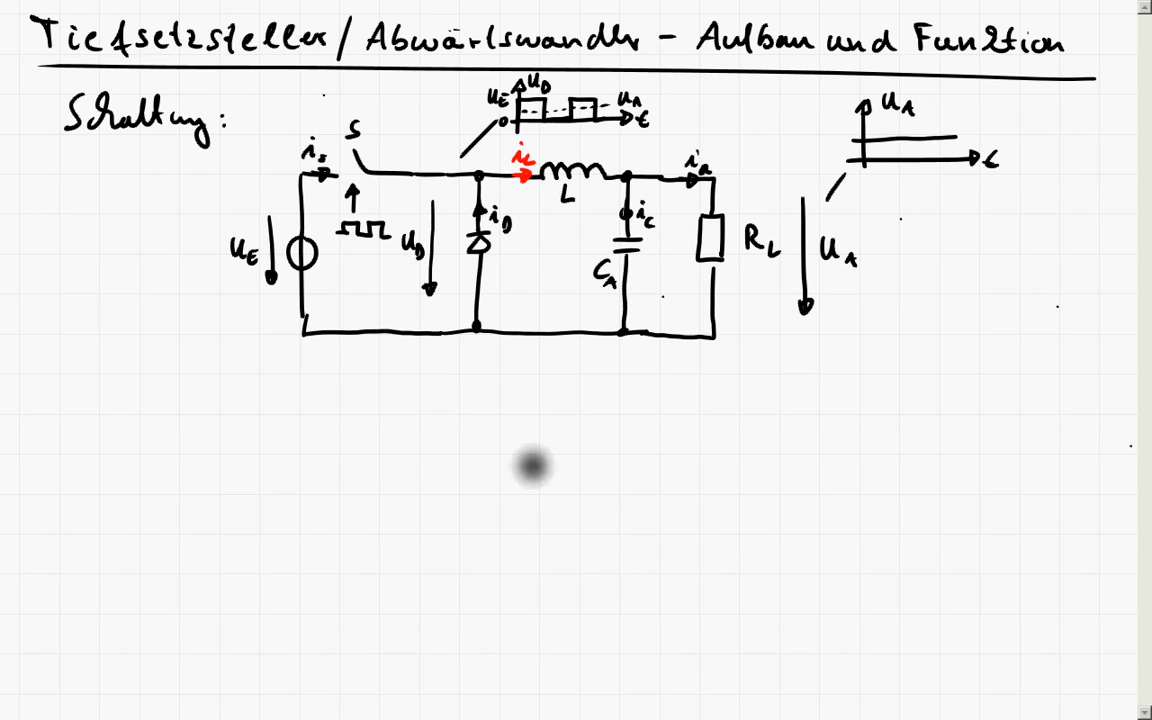 Tiefsetzsteller / Abwärtswandler - Aufbau und Funktion
Schaltung:
u_E
u_D
0
u_A
t
u_A
t
i_s
S
i_L
L
i_a
u_E
u_D
i_D
i_C
C_A
R_L
u_A